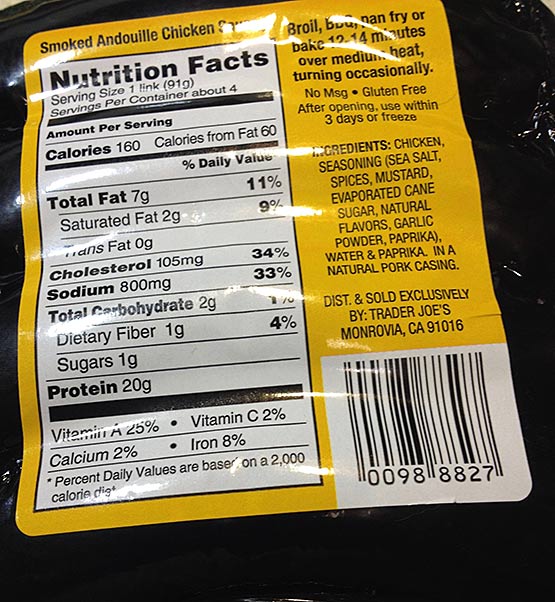 Smoked Andouille Chicken
Nutrition Facts
Serving Size 1 link (91g)
Servings Per Container about 4
Amount Per Serving
Calories 160 Calories from Fat 60
% Daily Value*
Total Fat 7g 11%
Saturated Fat 2g 9%
Trans Fat 0g
Cholesterol 105mg 34%
Sodium 800mg 33%
Total Carbohydrate 2g 1%
Dietary Fiber 1g 4%
Sugars 1g
Protein 20g
Vitamin A 25% • Vitamin C 2%
Calcium 2% • Iron 8%
* Percent Daily Values are based on a 2,000
calorie diet
Broil, BBQ, pan fry or
bake 12-14 minutes
over medium heat,
turning occasionally.
No Msg • Gluten Free
After opening, use within
3 days or freeze
INGREDIENTS: CHICKEN,
SEASONING (SEA SALT,
SPICES, MUSTARD,
EVAPORATED CANE
SUGAR, NATURAL
FLAVORS, GARLIC
POWDER, PAPRIKA),
WATER & PAPRIKA. IN A
NATURAL PORK CASING.
DIST. & SOLD EXCLUSIVELY
BY: TRADER JOE'S
MONROVIA, CA 91016
0098 8827